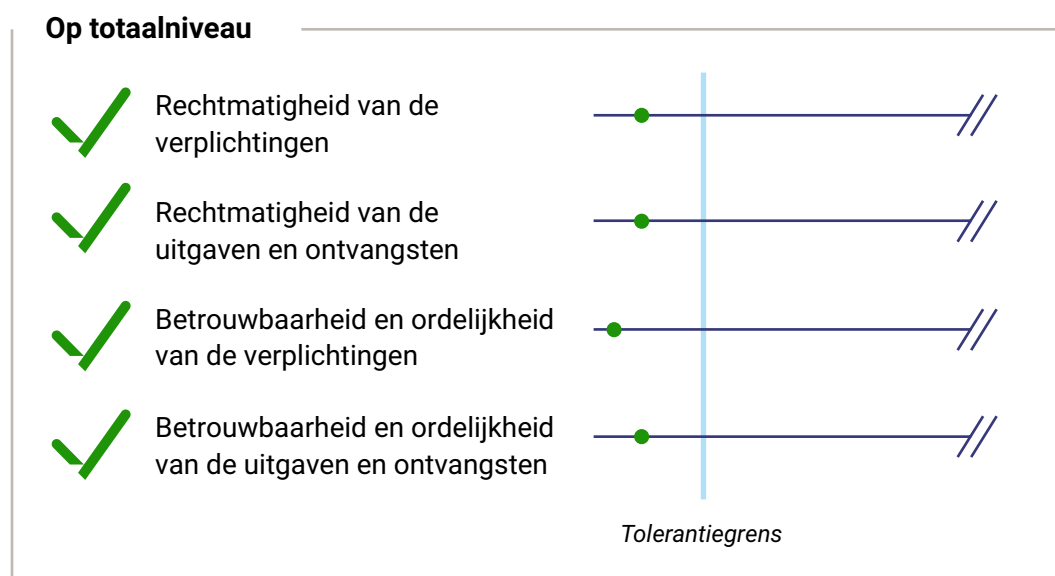 Op totaalniveau
Rechtmatigheid van de
verplichtingen
Rechtmatigheid van de
uitgaven en ontvangsten
Betrouwbaarheid en ordelijkheid
van de verplichtingen
Betrouwbaarheid en ordelijkheid
van de uitgaven en ontvangsten
Tolerantiegrens